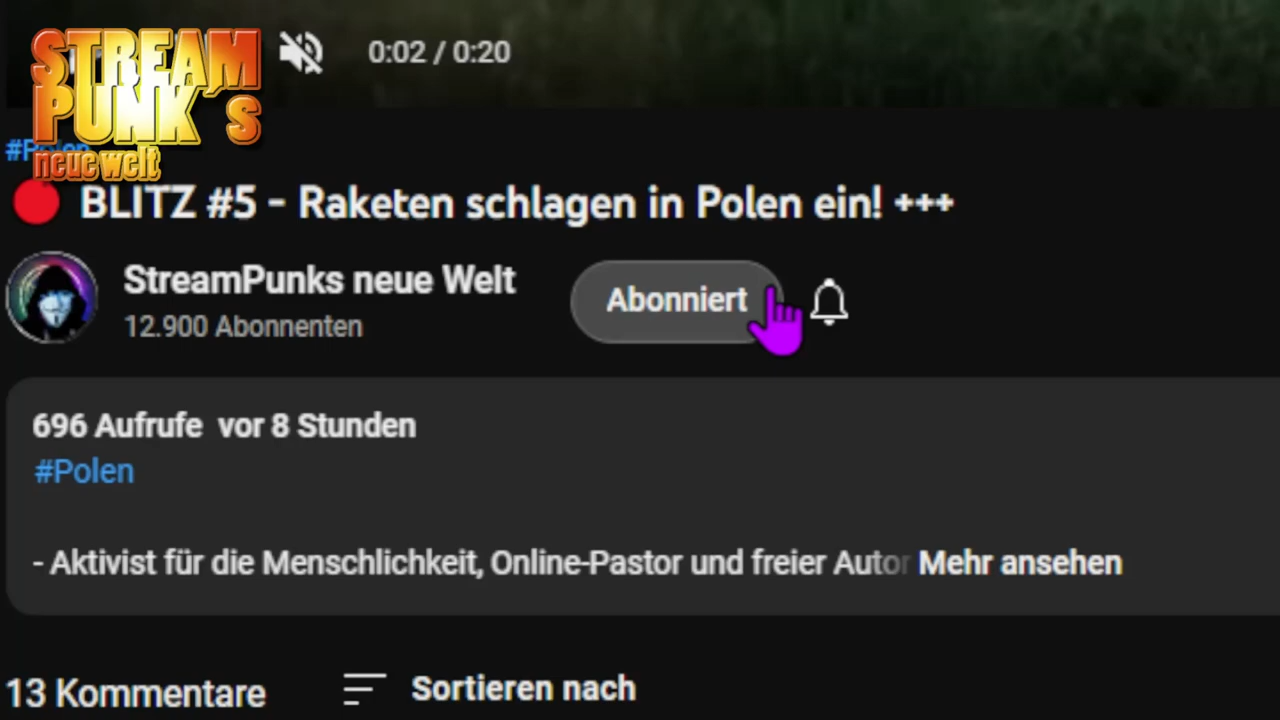 STREAM
PUNK´s
neue welt
0:02 / 0:20
BLITZ #5 - Raketen schlagen in Polen ein! +++
StreamPunks neue Welt
12.900 Abonnenten
Abonniert
696 Aufrufe vor 8 Stunden
#Polen
- Aktivist für die Menschlichkeit, Online-Pastor und freier Autor Mehr ansehen
13 Kommentare
Sortieren nach